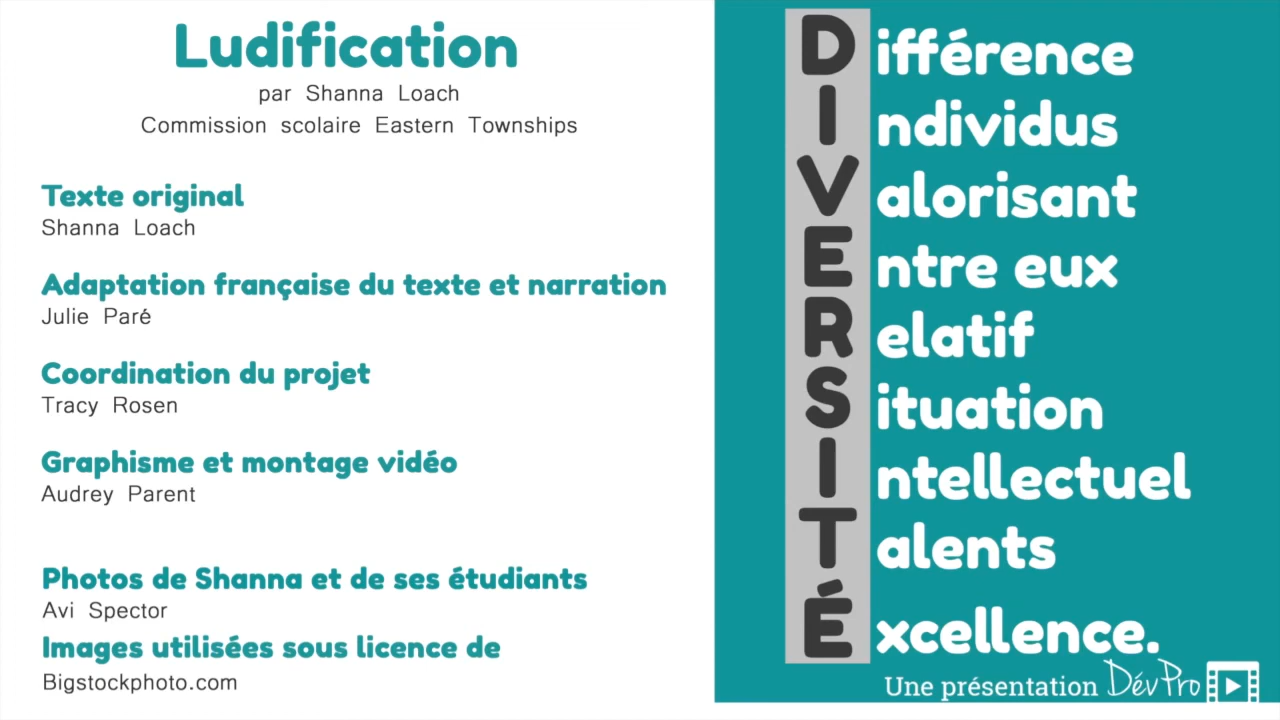 Ludification
par Shanna Loach
Commission scolaire Eastern Townships
Texte original
Shanna Loach
Adaptation française du texte et narration
Julie Paré
Coordination du projet
Tracy Rosen
Graphisme et montage vidéo
Audrey Parent
Photos de Shanna et de ses étudiants
Avi Spector
Images utilisées sous licence de
Bigstockphoto.com
Différence
Individus
Valorisant
Entre eux
Relatif
Situation
Intellectuel
Talents
Éxcellence.
Une présentation DévPro